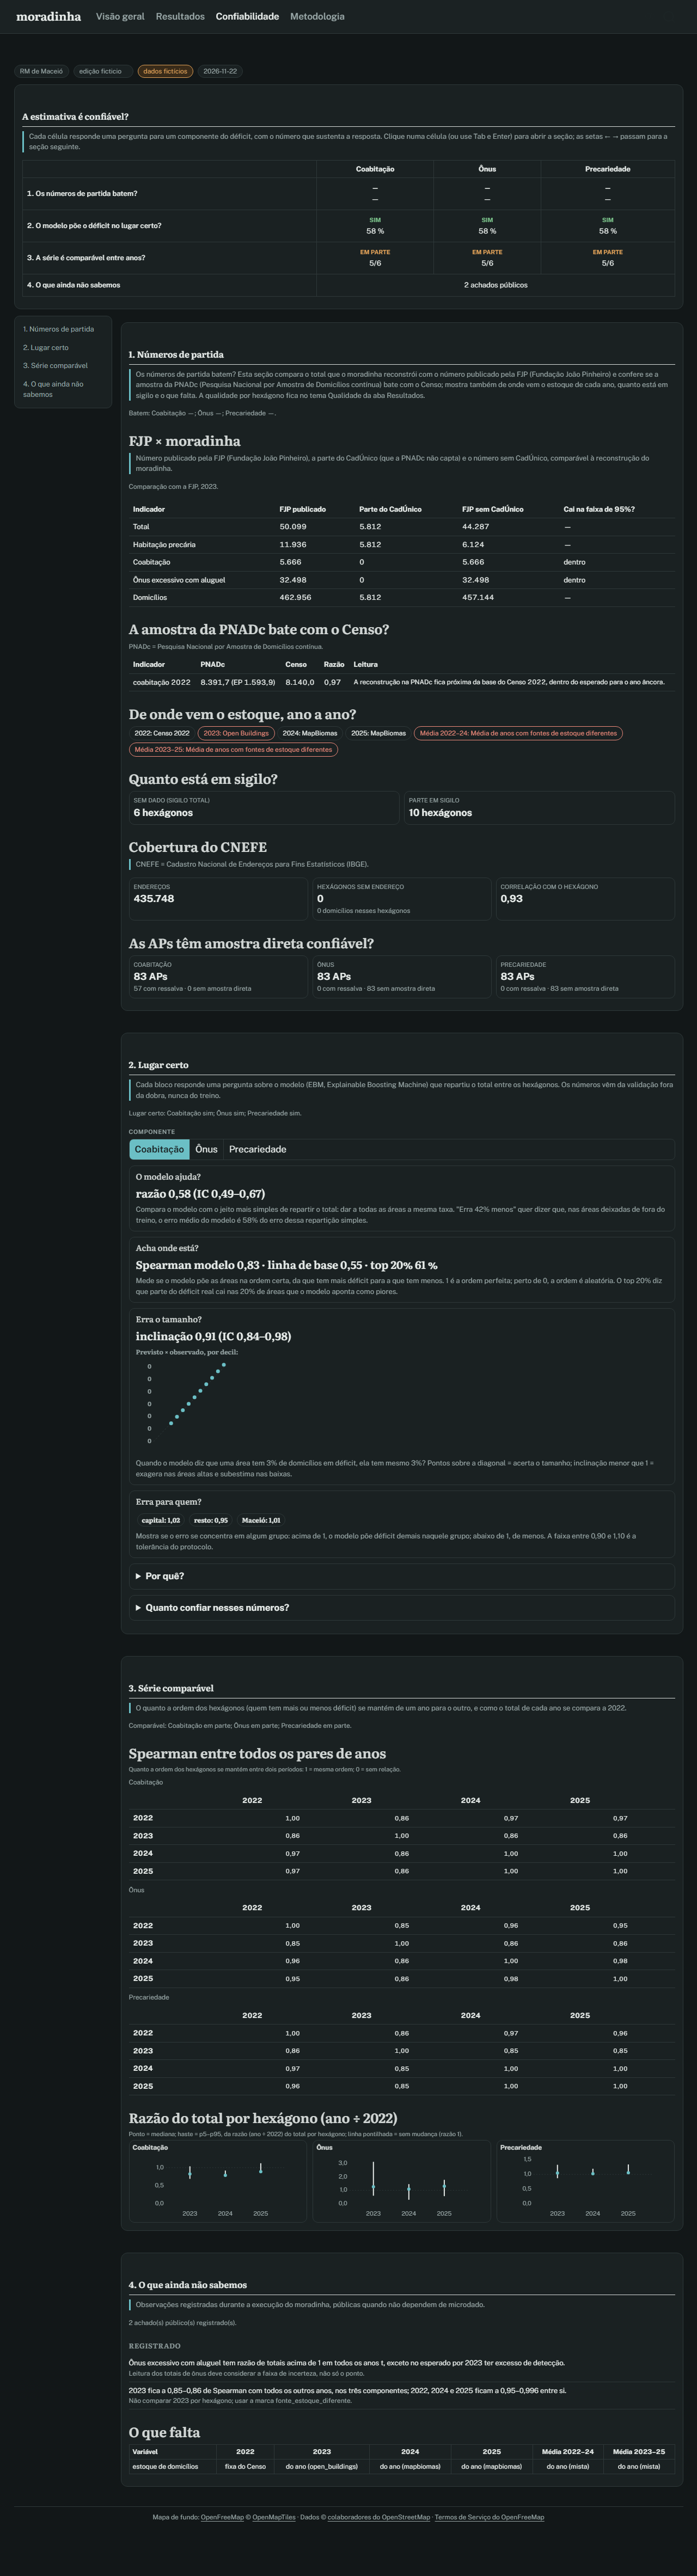 moradinha Visão geral Resultados Confiabilidade Metodologia
RM de Maceió edição fictício dados fictícios 2026-11-22
A estimativa é confiável?
Cada célula responde uma pergunta para um componente do déficit, com o número que sustenta a resposta. Clique numa célula (ou use Tab e Enter) para abrir a seção; as setas ← → passam para a
seção seguinte.
Coabitação Ônus Precariedade
1. Os números de partida batem? — — —
— — —
2. O modelo põe o déficit no lugar certo? SIM SIM SIM
58 % 58 % 58 %
3. A série é comparável entre anos? EM PARTE EM PARTE EM PARTE
5/6 5/6 5/6
4. O que ainda não sabemos 2 achados públicos
1. Números de partida
2. Lugar certo
3. Série comparável
4. O que ainda não
sabemos
1. Números de partida
Os números de partida batem? Esta seção compara o total que o moradinha reconstrói com o número publicado pela FJP (Fundação João Pinheiro) e confere se a
amostra da PNADc (Pesquisa Nacional por Amostra de Domicílios contínua) bate com o Censo; mostra também de onde vem o estoque de cada ano, quanto está em
sigilo e o que falta. A qualidade por hexágono fica no tema Qualidade da aba Resultados.
Batem: Coabitação —; Ônus —; Precariedade —.
FJP × moradinha
Número publicado pela FJP (Fundação João Pinheiro), a parte do CadÚnico (que a PNADc não capta) e o número sem CadÚnico, comparável à reconstrução do
moradinha.
Comparação com a FJP, 2023.
Indicador FJP publicado Parte do CadÚnico FJP sem CadÚnico Cai na faixa de 95%?
Total 50.099 5.812 44.287 —
Habitação precária 11.936 5.812 6.124 —
Coabitação 5.666 0 5.666 dentro
Ônus excessivo com aluguel 32.498 0 32.498 dentro
Domicílios 462.956 5.812 457.144 —
A amostra da PNADc bate com o Censo?
PNADc = Pesquisa Nacional por Amostra de Domicílios contínua.
Indicador PNADc Censo Razão Leitura
coabitação 2022 8.391,7 (EP 1.593,9) 8.140,0 0,97 A reconstrução na PNADc fica próxima da base do Censo 2022, dentro do esperado para o ano âncora.
De onde vem o estoque, ano a ano?
2022: Censo 2022 2023: Open Buildings 2024: MapBiomas 2025: MapBiomas Média 2022–24: Média de anos com fontes de estoque diferentes
Média 2023–25: Média de anos com fontes de estoque diferentes
Quanto está em sigilo?
SEM DADO (SIGILO TOTAL) PARTE EM SIGILO
6 hexágonos 10 hexágonos
Cobertura do CNEFE
CNEFE = Cadastro Nacional de Endereços para Fins Estatísticos (IBGE).
ENDEREÇOS HEXÁGONOS SEM ENDEREÇO CORRELAÇÃO COM O HEXÁGONO
435.748 0 0,93
0 domicílios nesses hexágonos
As APs têm amostra direta confiável?
COABITAÇÃO ÔNUS PRECARIEDADE
83 APs 83 APs 83 APs
57 com ressalva · 0 sem amostra direta 0 com ressalva · 83 sem amostra direta 0 com ressalva · 83 sem amostra direta
2. Lugar certo
Cada bloco responde uma pergunta sobre o modelo (EBM, Explainable Boosting Machine) que repartiu o total entre os hexágonos. Os números vêm da validação fora
da dobra, nunca do treino.
Lugar certo: Coabitação sim; Ônus sim; Precariedade sim.
COMPONENTE
Coabitação Ônus Precariedade
O modelo ajuda?
razão 0,58 (IC 0,49–0,67)
Compara o modelo com o jeito mais simples de repartir o total: dar a todas as áreas a mesma taxa. "Erra 42% menos" quer dizer que, nas áreas deixadas de fora do
treino, o erro médio do modelo é 58% do erro dessa repartição simples.
Acha onde está?
Spearman modelo 0,83 · linha de base 0,55 · top 20% 61 %
Mede se o modelo põe as áreas na ordem certa, da que tem mais déficit para a que tem menos. 1 é a ordem perfeita; perto de 0, a ordem é aleatória. O top 20% diz
que parte do déficit real cai nas 20% de áreas que o modelo aponta como piores.
Erra o tamanho?
inclinação 0,91 (IC 0,84–0,98)
Previsto × observado, por decil:
0
0
0
0
0
0
0
Quando o modelo diz que uma área tem 3% de domicílios em déficit, ela tem mesmo 3%? Pontos sobre a diagonal = acerta o tamanho; inclinação menor que 1 =
exagera nas áreas altas e subestima nas baixas.
Erra para quem?
capital: 1,02 resto: 0,95 Maceió: 1,01
Mostra se o erro se concentra em algum grupo: acima de 1, o modelo põe déficit demais naquele grupo; abaixo de 1, de menos. A faixa entre 0,90 e 1,10 é a
tolerância do protocolo.
▶ Por quê?
▶ Quanto confiar nesses números?
3. Série comparável
O quanto a ordem dos hexágonos (quem tem mais ou menos déficit) se mantém de um ano para o outro, e como o total de cada ano se compara a 2022.
Comparável: Coabitação em parte; Ônus em parte; Precariedade em parte.
Spearman entre todos os pares de anos
Quanto a ordem dos hexágonos se mantém entre dois períodos: 1 = mesma ordem; 0 = sem relação.
Coabitação
2022 2023 2024 2025
2022 1,00 0,86 0,97 0,97
2023 0,86 1,00 0,86 0,86
2024 0,97 0,86 1,00 1,00
2025 0,97 0,86 1,00 1,00
Ônus
2022 2023 2024 2025
2022 1,00 0,85 0,96 0,95
2023 0,85 1,00 0,86 0,86
2024 0,96 0,86 1,00 0,98
2025 0,95 0,86 0,98 1,00
Precariedade
2022 2023 2024 2025
2022 1,00 0,86 0,97 0,96
2023 0,86 1,00 0,85 0,85
2024 0,97 0,85 1,00 1,00
2025 0,96 0,85 1,00 1,00
Razão do total por hexágono (ano ÷ 2022)
Ponto = mediana; haste = p5–p95, da razão (ano ÷ 2022) do total por hexágono; linha pontilhada = sem mudança (razão 1).
Coabitação
1,0
0,5
0,0
2023 2024 2025
Ônus
3,0
2,0
1,0
0,0
2023 2024 2025
Precariedade
1,5
1,0
0,5
0,0
2023 2024 2025
4. O que ainda não sabemos
Observações registradas durante a execução do moradinha, públicas quando não dependem de microdado.
2 achado(s) público(s) registrado(s).
REGISTRADO
Ônus excessivo com aluguel tem razão de totais acima de 1 em todos os anos t, exceto no esperado por 2023 ter excesso de detecção.
Leitura dos totais de ônus deve considerar a faixa de incerteza, não só o ponto.
2023 fica a 0,85–0,86 de Spearman com todos os outros anos, nos três componentes; 2022, 2024 e 2025 ficam a 0,95–0,996 entre si.
Não comparar 2023 por hexágono; usar a marca fonte_estoque_diferente.
O que falta
Variável 2022 2023 2024 2025 Média 2022–24 Média 2023–25
estoque de domicílios fixa do Censo do ano (open_buildings) do ano (mapbiomas) do ano (mapbiomas) do ano (mista) do ano (mista)
Mapa de fundo: OpenFreeMap © OpenMapTiles · Dados © colaboradores do OpenStreetMap · Termos de Serviço do OpenFreeMap